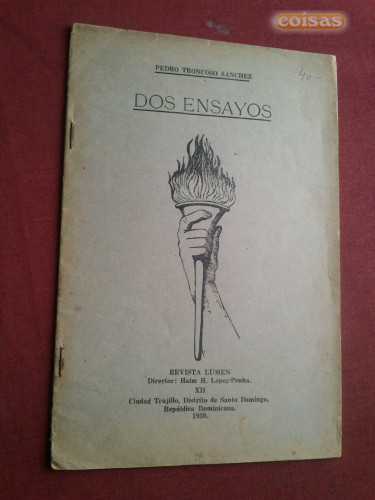 coisas
PEDRO TRONCOSO SANCHEZ
40-
DOS ENSAYOS
REVISTA LUMEN
Director: Haim H. López-Penha.
XII
Ciudad Trujillo, Distrito de Santo Domingo,
República Dominicana.
1936.